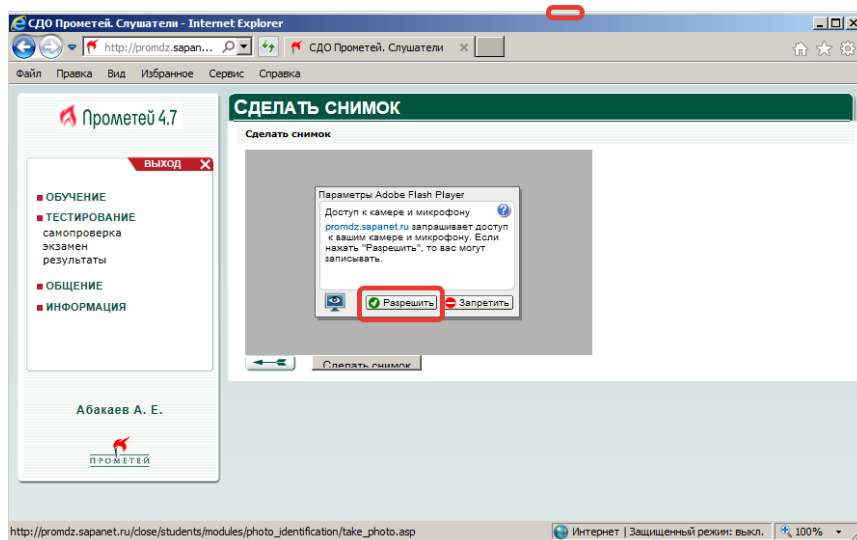 СДО Прометей. Слушатели - Internet Explorer
http://promdz.sapan...
СДО Прометей. Слушатели
Файл Правка Вид Избранное Сервис Справка
Прометей 4.7
ВЫХОД
ОБУЧЕНИЕ
ТЕСТИРОВАНИЕ
самопроверка
экзамен
результаты
ОБЩЕНИЕ
ИНФОРМАЦИЯ
Абакаев А. Е.
ПРОМЕТЕЙ
СДЕЛАТЬ СНИМОК
Сделать снимок
Параметры Adobe Flash Player
Доступ к камере и микрофону
promdz.sapanet.ru запрашивает доступ
к вашим камере и микрофону. Если
нажать "Разрешить", то вас могут
записывать.
Разрешить
Запретить
Сделать снимок
http://promdz.sapanet.ru/close/students/modules/photo_identification/take_photo.asp
Интернет | Защищенный режим: выкл.
100%